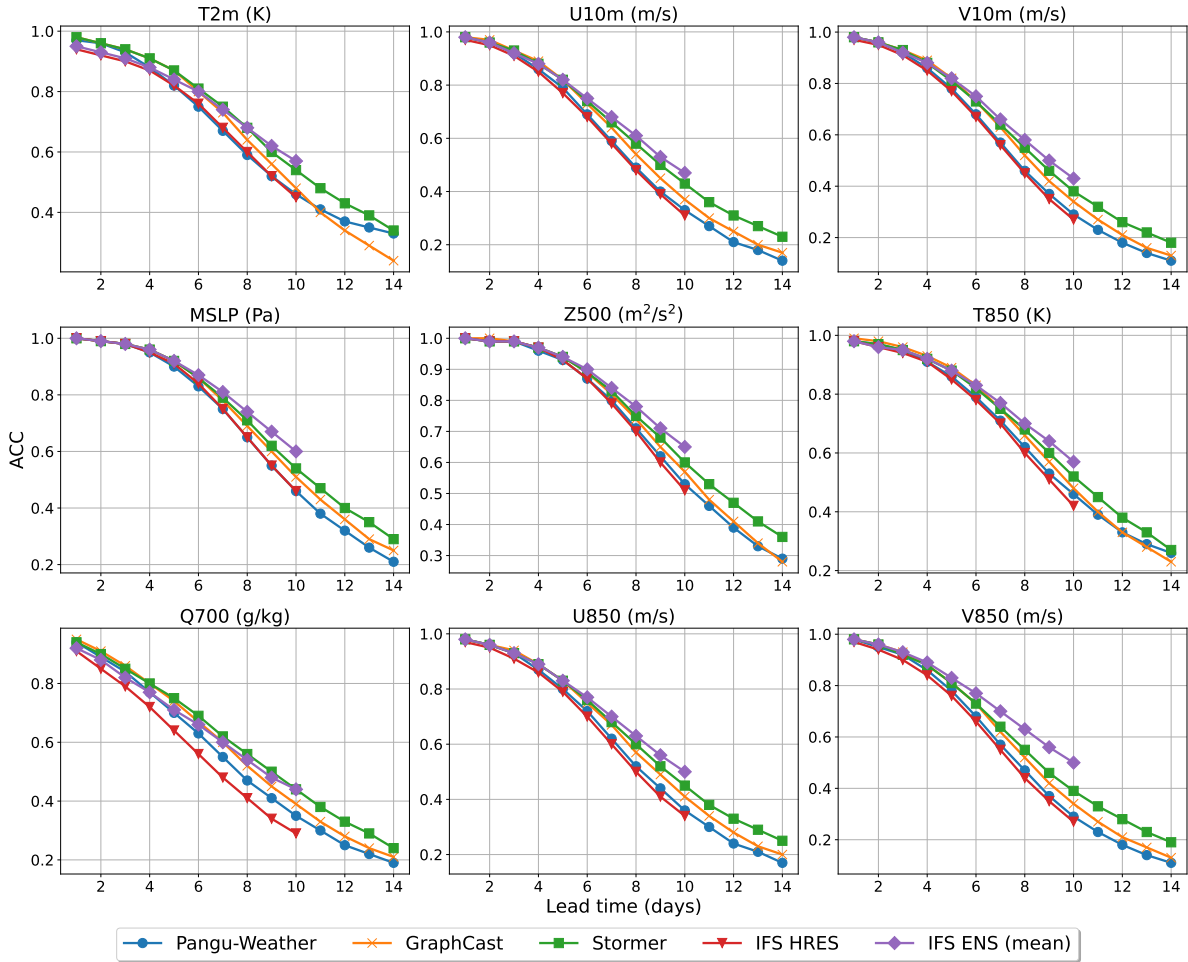 T2m (K)
1.0
0.8
0.6
0.4
2 4 6 8 10 12 14
U10m (m/s)
1.0
0.8
0.6
0.4
0.2
2 4 6 8 10 12 14
V10m (m/s)
1.0
0.8
0.6
0.4
0.2
2 4 6 8 10 12 14
ACC
MSLP (Pa)
1.0
0.8
0.6
0.4
0.2
2 4 6 8 10 12 14
Z500 (m²/s²)
1.0
0.9
0.8
0.7
0.6
0.5
0.4
0.3
2 4 6 8 10 12 14
T850 (K)
1.0
0.8
0.6
0.4
0.2
2 4 6 8 10 12 14
Q700 (g/kg)
0.8
0.6
0.4
0.2
2 4 6 8 10 12 14
U850 (m/s)
1.0
0.8
0.6
0.4
0.2
2 4 6 8 10 12 14
V850 (m/s)
1.0
0.8
0.6
0.4
0.2
2 4 6 8 10 12 14
Lead time (days)
Pangu-Weather GraphCast Stormer IFS HRES IFS ENS (mean)